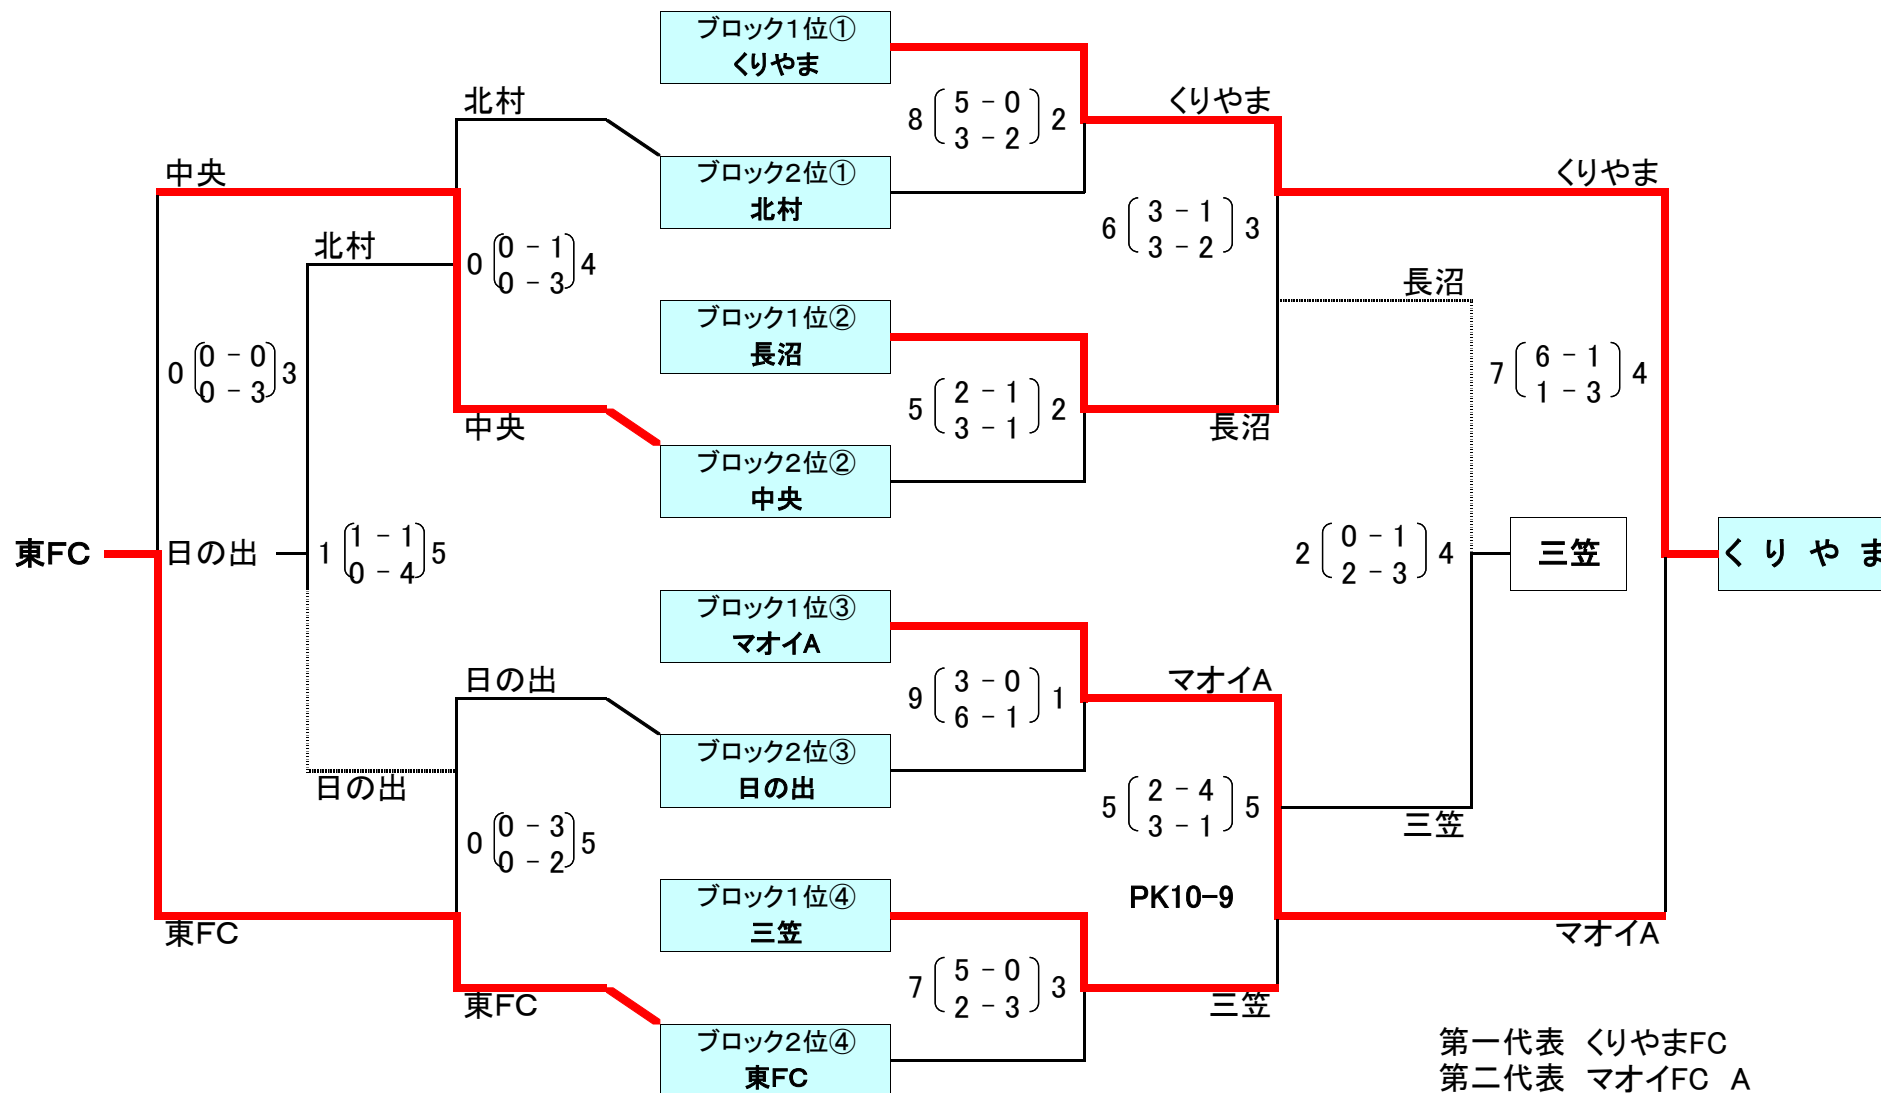 ブロック1位①
くりやま
北村
8 5 - 0 2
3 - 2
くりやま
中央
ブロック2位①
北村
くりやま
北村
0 0 - 1 4
0 - 3
6 3 - 1 3
3 - 2
長沼
ブロック1位②
長沼
0 0 - 0 3
0 - 3
7 6 - 1 4
1 - 3
5 2 - 1 2
3 - 1
中央
長沼
ブロック2位②
中央
東FC
日の出
1 1 - 1 5
0 - 4
2 0 - 1 4
2 - 3
三笠
くりやま
ブロック1位③
マオイA
日の出
9 3 - 0 1
6 - 1
マオイA
ブロック2位③
日の出
日の出
5 2 - 4 5
3 - 1
三笠
0 0 - 3 5
0 - 2
PK10-9
ブロック1位④
三笠
東FC
マオイA
7 5 - 0 3
2 - 3
東FC
三笠
ブロック2位④
東FC
第一代表 くりやまFC
第二代表 マオイFC A